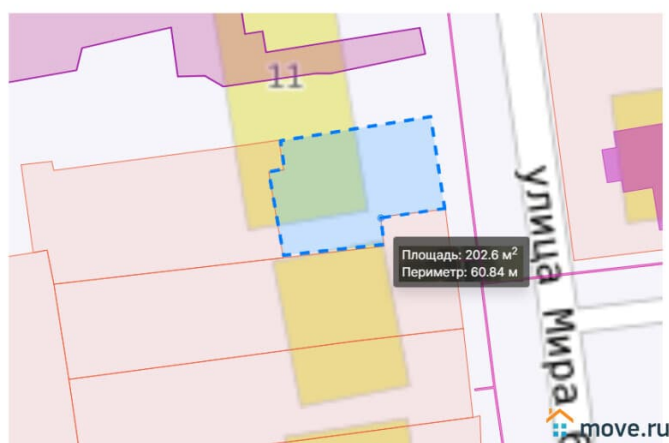 11
улица Мира
Площадь: 202.6 м²
Периметр: 60.84 м
move.ru